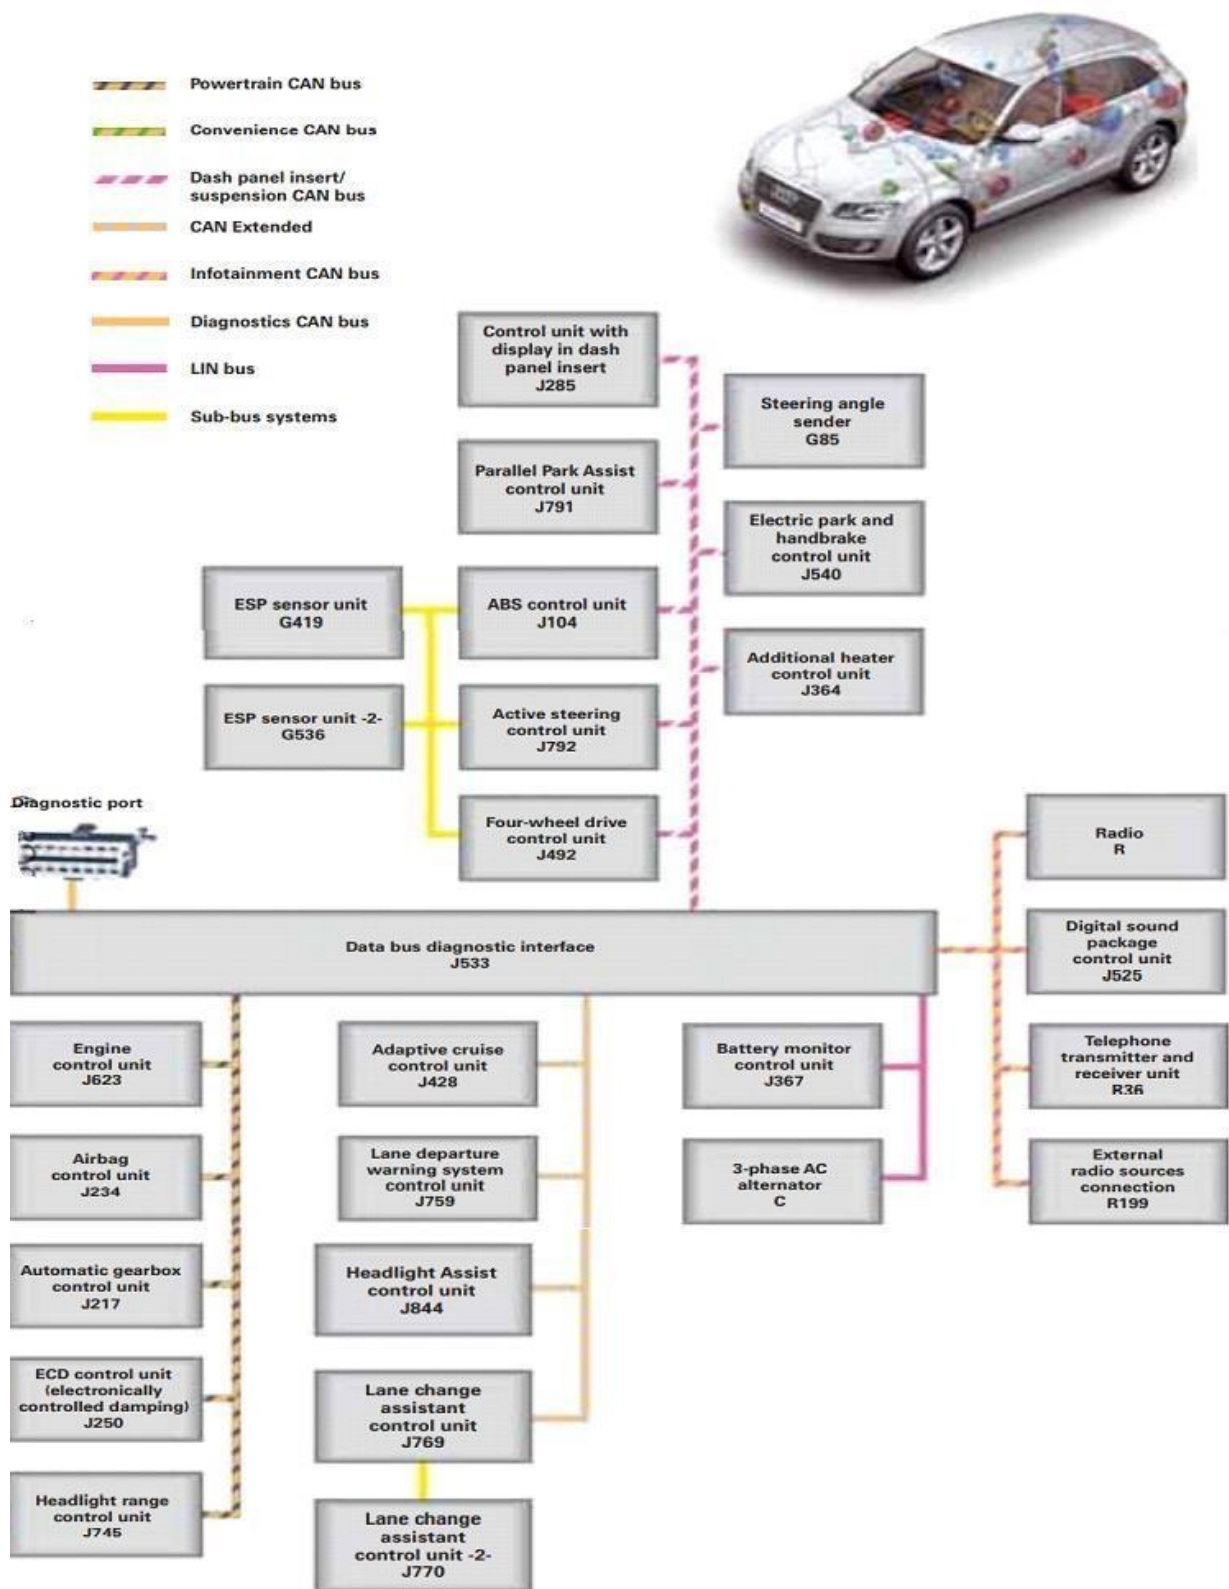 Powertrain CAN bus
Convenience CAN bus
Dash panel insert/
suspension CAN bus
CAN Extended
Infotainment CAN bus
Diagnostics CAN bus
LIN bus
Sub-bus systems
Control unit with
display in dash
panel insert
J285
Steering angle
sender
G85
Parallel Park Assist
control unit
J791
Electric park and
handbrake
control unit
J540
ESP sensor unit
G419
ABS control unit
J104
Additional heater
control unit
J364
ESP sensor unit -2-
G536
Active steering
control unit
J792
Diagnostic port
Four-wheel drive
control unit
J492
Radio
R
Data bus diagnostic interface
J533
Digital sound
package
control unit
J525
Engine
control unit
J623
Adaptive cruise
control unit
J428
Battery monitor
control unit
J367
Telephone
transmitter and
receiver unit
R36
Airbag
control unit
J234
Lane departure
warning system
control unit
J759
3-phase AC
alternator
C
External
radio sources
connection
R199
Automatic gearbox
control unit
J217
Headlight Assist
control unit
J844
ECD control unit
(electronically
controlled damping)
J250
Lane change
assistant
control unit
J769
Headlight range
control unit
J745
Lane change
assistant
control unit -2-
J770